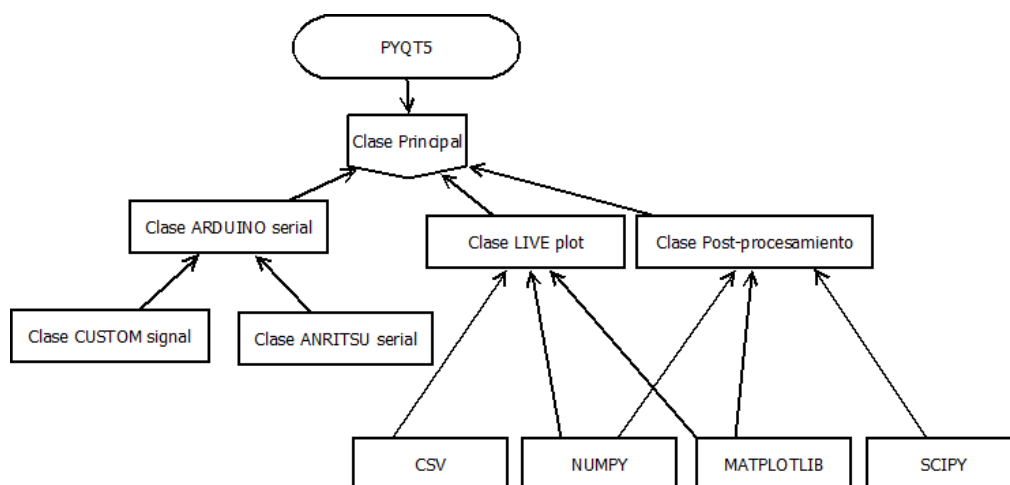 PYQT5
Clase Principal
Clase ARDUINO serial
Clase LIVE plot
Clase Post-procesamiento
Clase CUSTOM signal
Clase ANRITSU serial
CSV
NUMPY
MATPLOTLIB
SCIPY